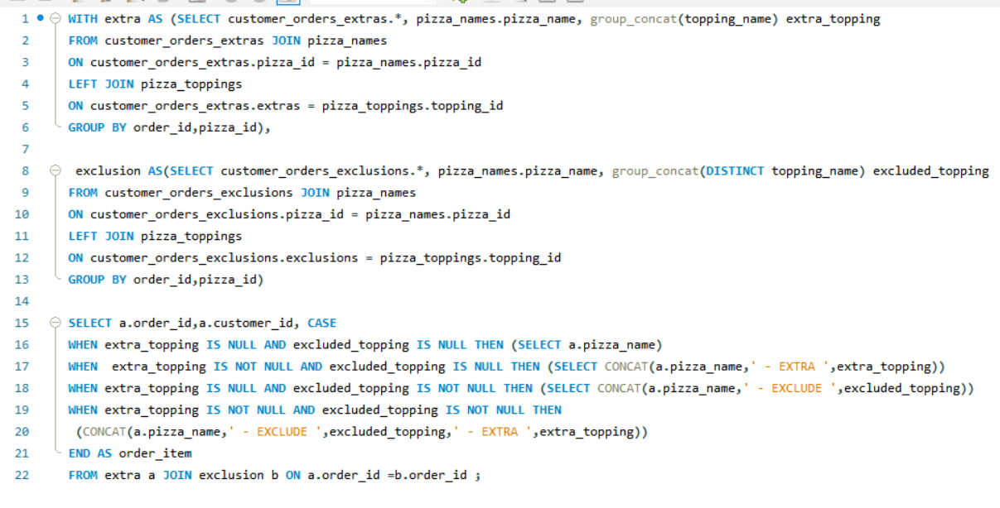 1 WITH extra AS (SELECT customer_orders_extras.*, pizza_names.pizza_name, group_concat(topping_name) extra_topping
2 FROM customer_orders_extras JOIN pizza_names
3 ON customer_orders_extras.pizza_id = pizza_names.pizza_id
4 LEFT JOIN pizza_toppings
5 ON customer_orders_extras.extras = pizza_toppings.topping_id
6 GROUP BY order_id,pizza_id),
7
8 exclusion AS(SELECT customer_orders_exclusions.*, pizza_names.pizza_name, group_concat(DISTINCT topping_name) excluded_topping
9 FROM customer_orders_exclusions JOIN pizza_names
10 ON customer_orders_exclusions.pizza_id = pizza_names.pizza_id
11 LEFT JOIN pizza_toppings
12 ON customer_orders_exclusions.exclusions = pizza_toppings.topping_id
13 GROUP BY order_id,pizza_id)
14
15 SELECT a.order_id,a.customer_id, CASE
16 WHEN extra_topping IS NULL AND excluded_topping IS NULL THEN (SELECT a.pizza_name)
17 WHEN  extra_topping IS NOT NULL AND excluded_topping IS NULL THEN (SELECT CONCAT(a.pizza_name,' - EXTRA ',extra_topping))
18 WHEN extra_topping IS NULL AND excluded_topping IS NOT NULL THEN (SELECT CONCAT(a.pizza_name,' - EXCLUDE ',excluded_topping))
19 WHEN extra_topping IS NOT NULL AND excluded_topping IS NOT NULL THEN
20 (CONCAT(a.pizza_name,' - EXCLUDE ',excluded_topping,' - EXTRA ',extra_topping))
21 END AS order_item
22 FROM extra a JOIN exclusion b ON a.order_id =b.order_id ;